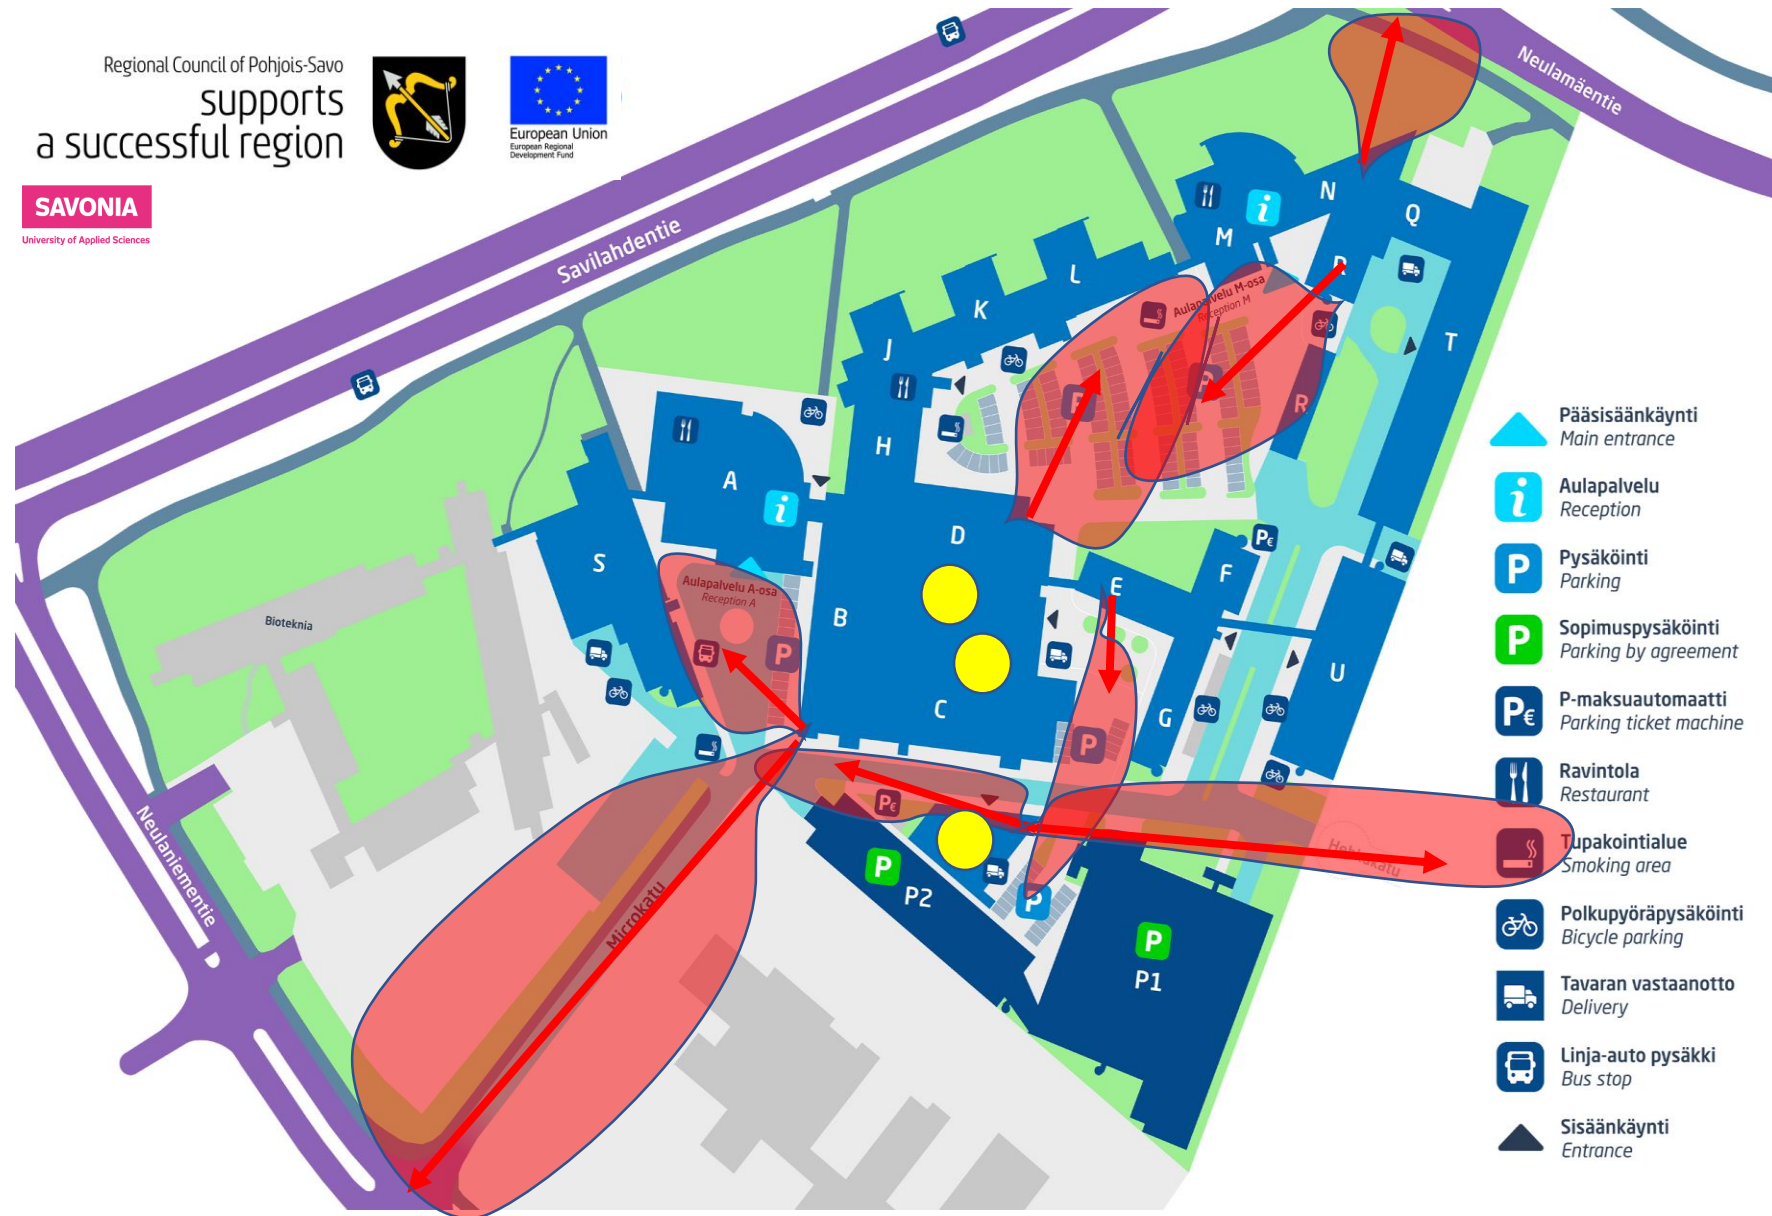 Regional Council of Pohjois-Savo
supports
a successful region
European Union
European Regional
Development Fund
SAVONIA
University of Applied Sciences
Neulamäentie
Savilahdentie
N
Q
M
L
K
J
R
T
Aulapalvelu M-osa
Reception M
P
P
R
H
A
D
S
E
F
Pe
Aulapalvelu A-osa
Reception A
B
P
U
C
G
P
Bioteknia
P€
Neulaniementie
Microkatu
P
P2
P
P
P1
Pääsisäänkäynti
Main entrance
i
Aulapalvelu
Reception
P
Pysäköinti
Parking
P
Sopimuspysäköinti
Parking by agreement
P€
P-maksuautomaatti
Parking ticket machine
Ravintola
Restaurant
Tupakointialue
Smoking area
Polkupyöräpysäköinti
Bicycle parking
Tavaran vastaanotto
Delivery
Linja-auto pysäkki
Bus stop
Sisäänkäynti
Entrance